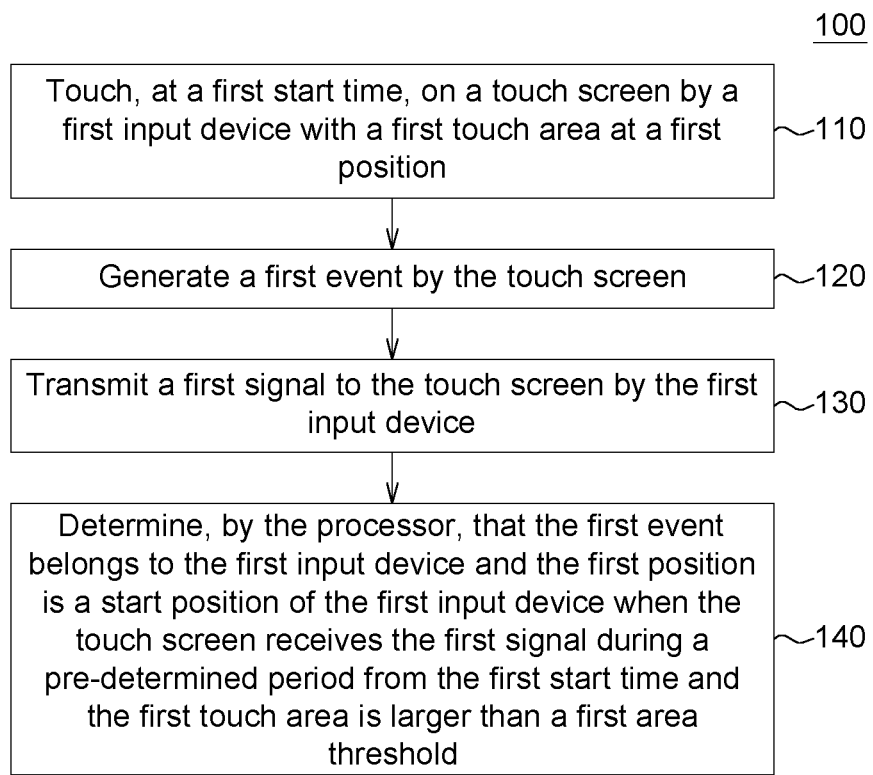 100
Touch, at a first start time, on a touch screen by a
first input device with a first touch area at a first
position
110
Generate a first event by the touch screen
120
Transmit a first signal to the touch screen by the first
input device
130
Determine, by the processor, that the first event
belongs to the first input device and the first position
is a start position of the first input device when the
touch screen receives the first signal during a
pre-determined period from the first start time and
the first touch area is larger than a first area
threshold
140